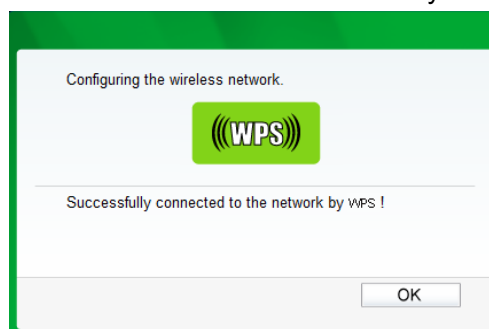 Configuring the wireless network.
(((WPS)))
Successfully connected to the network by WPS !
OK